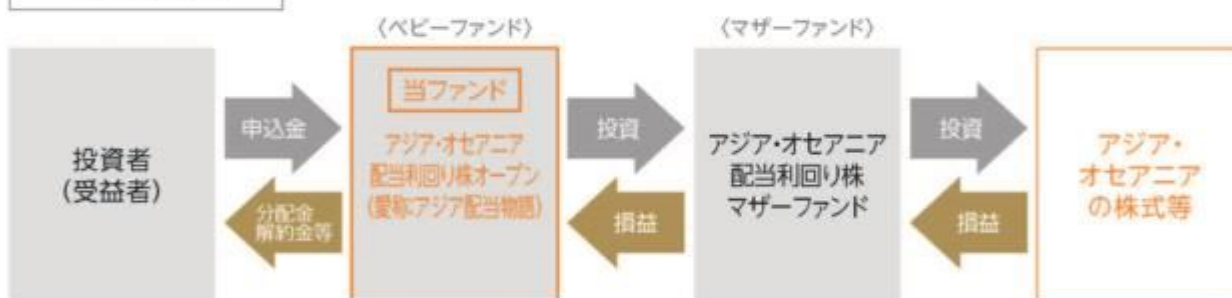 〈ベビーファンド〉
〈マザーファンド〉
投資者
(受益者)
申込金
分配金
解約金等
当ファンド
アジア・オセアニア
配当利回り株オープン
(愛称:アジア配当物語)
投資
損益
アジア・オセアニア
配当利回り株
マザーファンド
投資
損益
アジア・
オセアニア
の株式等